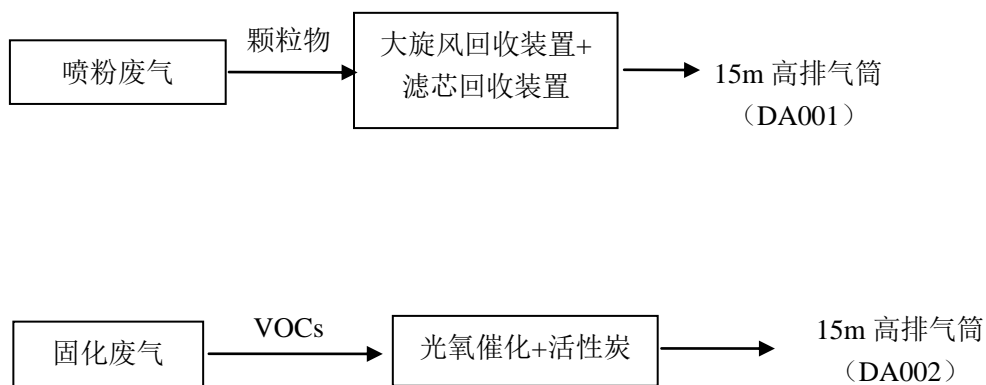 喷粉废气
颗粒物
大旋风回收装置+
滤芯回收装置
15m 高排气筒
（DA001）
固化废气
VOCs
光氧催化+活性炭
15m 高排气筒
（DA002）